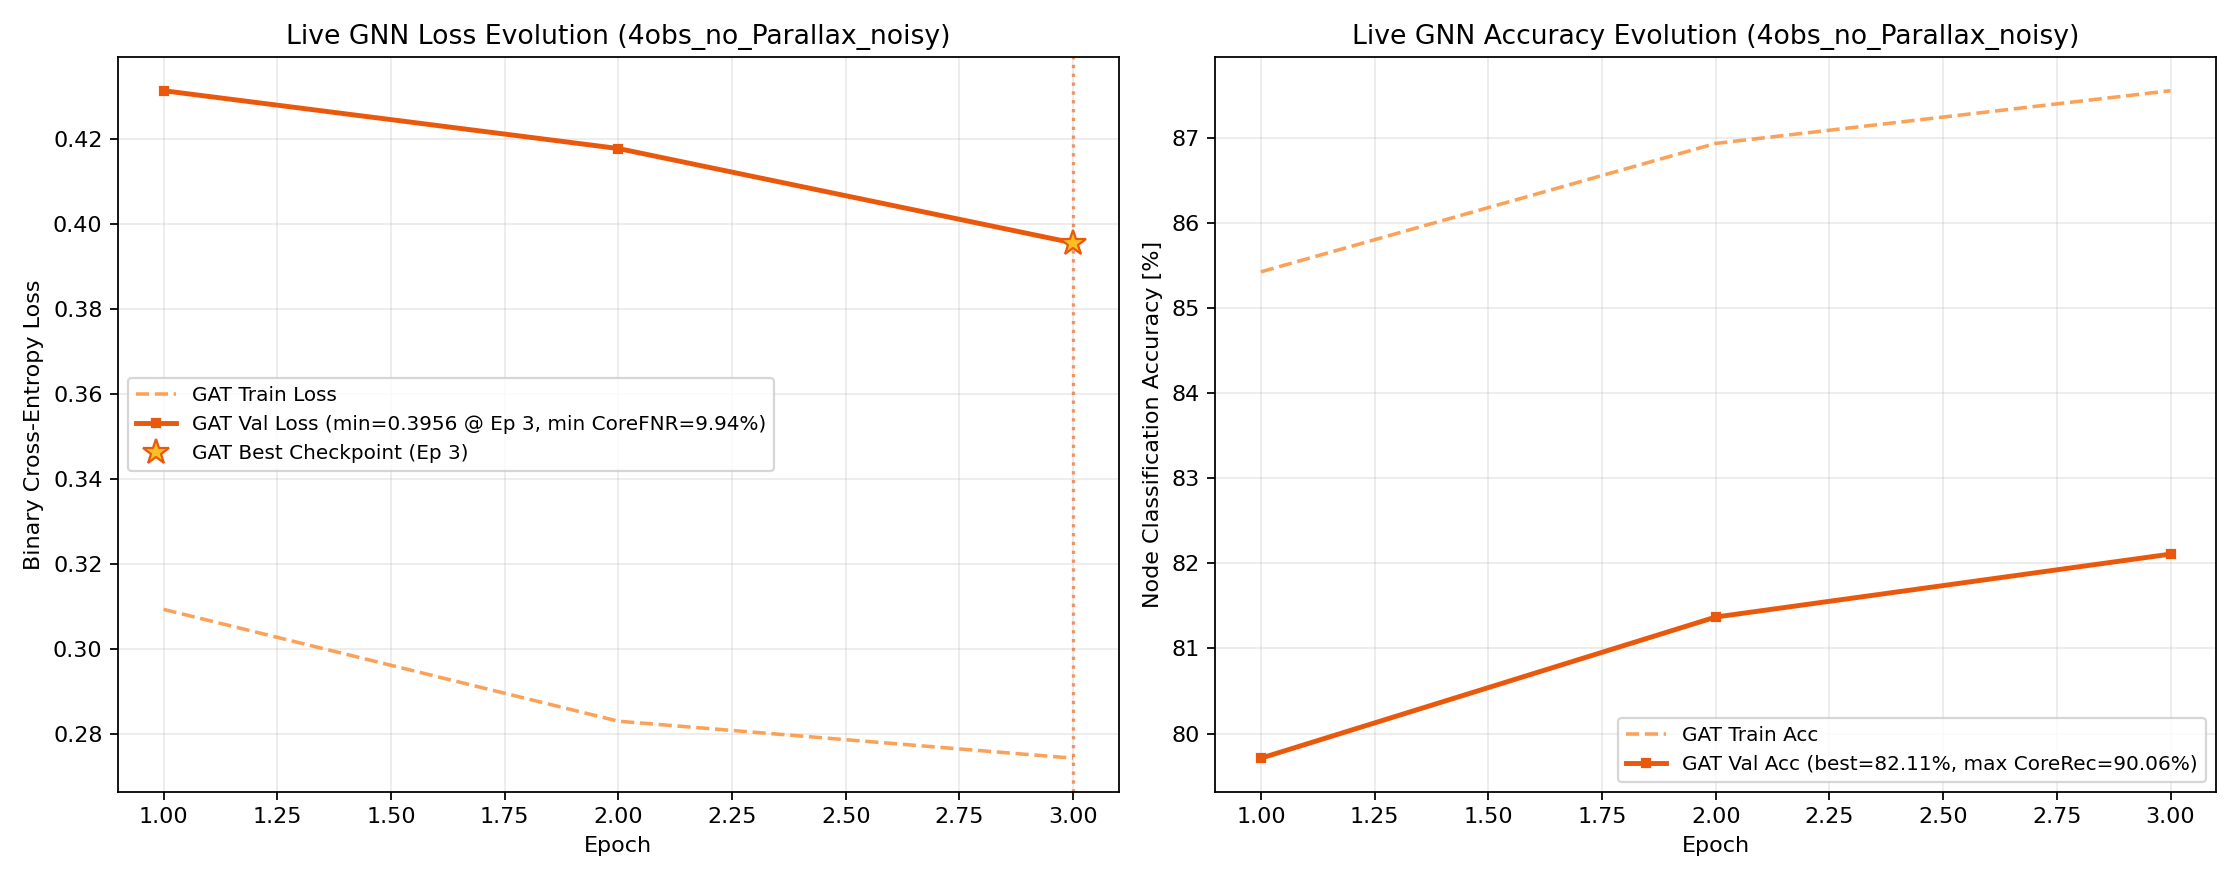 Live GNN Loss Evolution (4obs_no_Parallax_noisy)
Binary Cross-Entropy Loss
0.42
0.40
0.38
0.36
0.34
0.32
0.30
0.28
GAT Train Loss
GAT Val Loss (min=0.3956 @ Ep 3, min CoreFNR=9.94%)
GAT Best Checkpoint (Ep 3)
1.00 1.25 1.50 1.75 2.00 2.25 2.50 2.75 3.00
Epoch
Live GNN Accuracy Evolution (4obs_no_Parallax_noisy)
Node Classification Accuracy [%]
87
86
85
84
83
82
81
80
GAT Train Acc
GAT Val Acc (best=82.11%, max CoreRec=90.06%)
1.00 1.25 1.50 1.75 2.00 2.25 2.50 2.75 3.00
Epoch